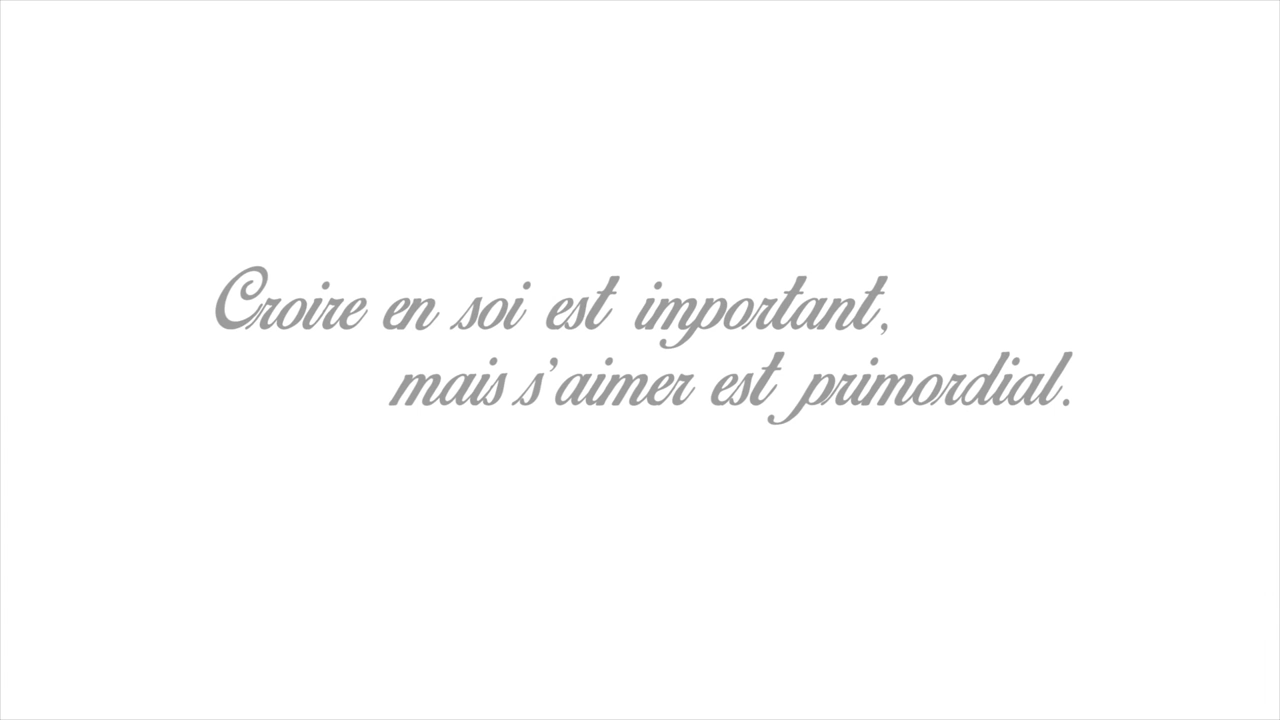 Croire en soi est important,
mais s'aimer est primordial.